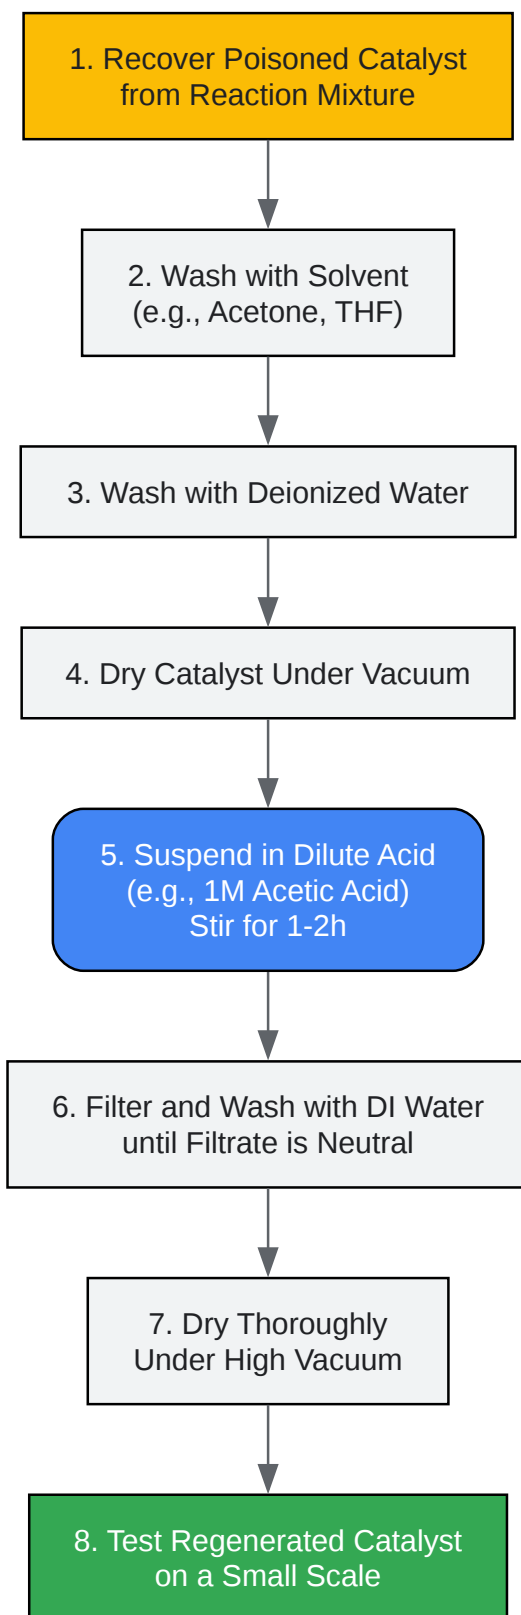 1. Recover Poisoned Catalyst
from Reaction Mixture
2. Wash with Solvent
(e.g., Acetone, THF)
3. Wash with Deionized Water
4. Dry Catalyst Under Vacuum
5. Suspend in Dilute Acid
(e.g., 1M Acetic Acid)
Stir for 1-2h
6. Filter and Wash with DI Water
until Filtrate is Neutral
7. Dry Thoroughly
Under High Vacuum
8. Test Regenerated Catalyst
on a Small Scale